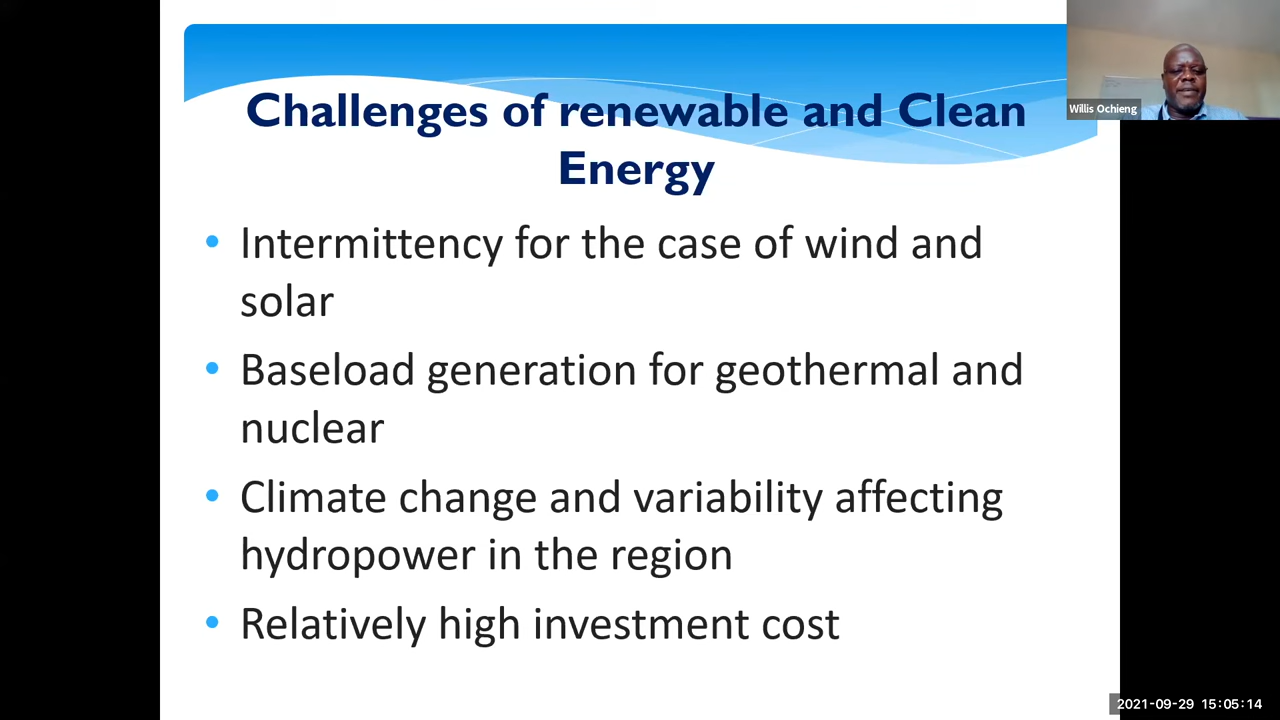 Challenges of renewable and Clean
Energy
Willis Ochieng
• Intermittency for the case of wind and
solar
• Baseload generation for geothermal and
nuclear
• Climate change and variability affecting
hydropower in the region
• Relatively high investment cost
2021-09-29 15:05:14